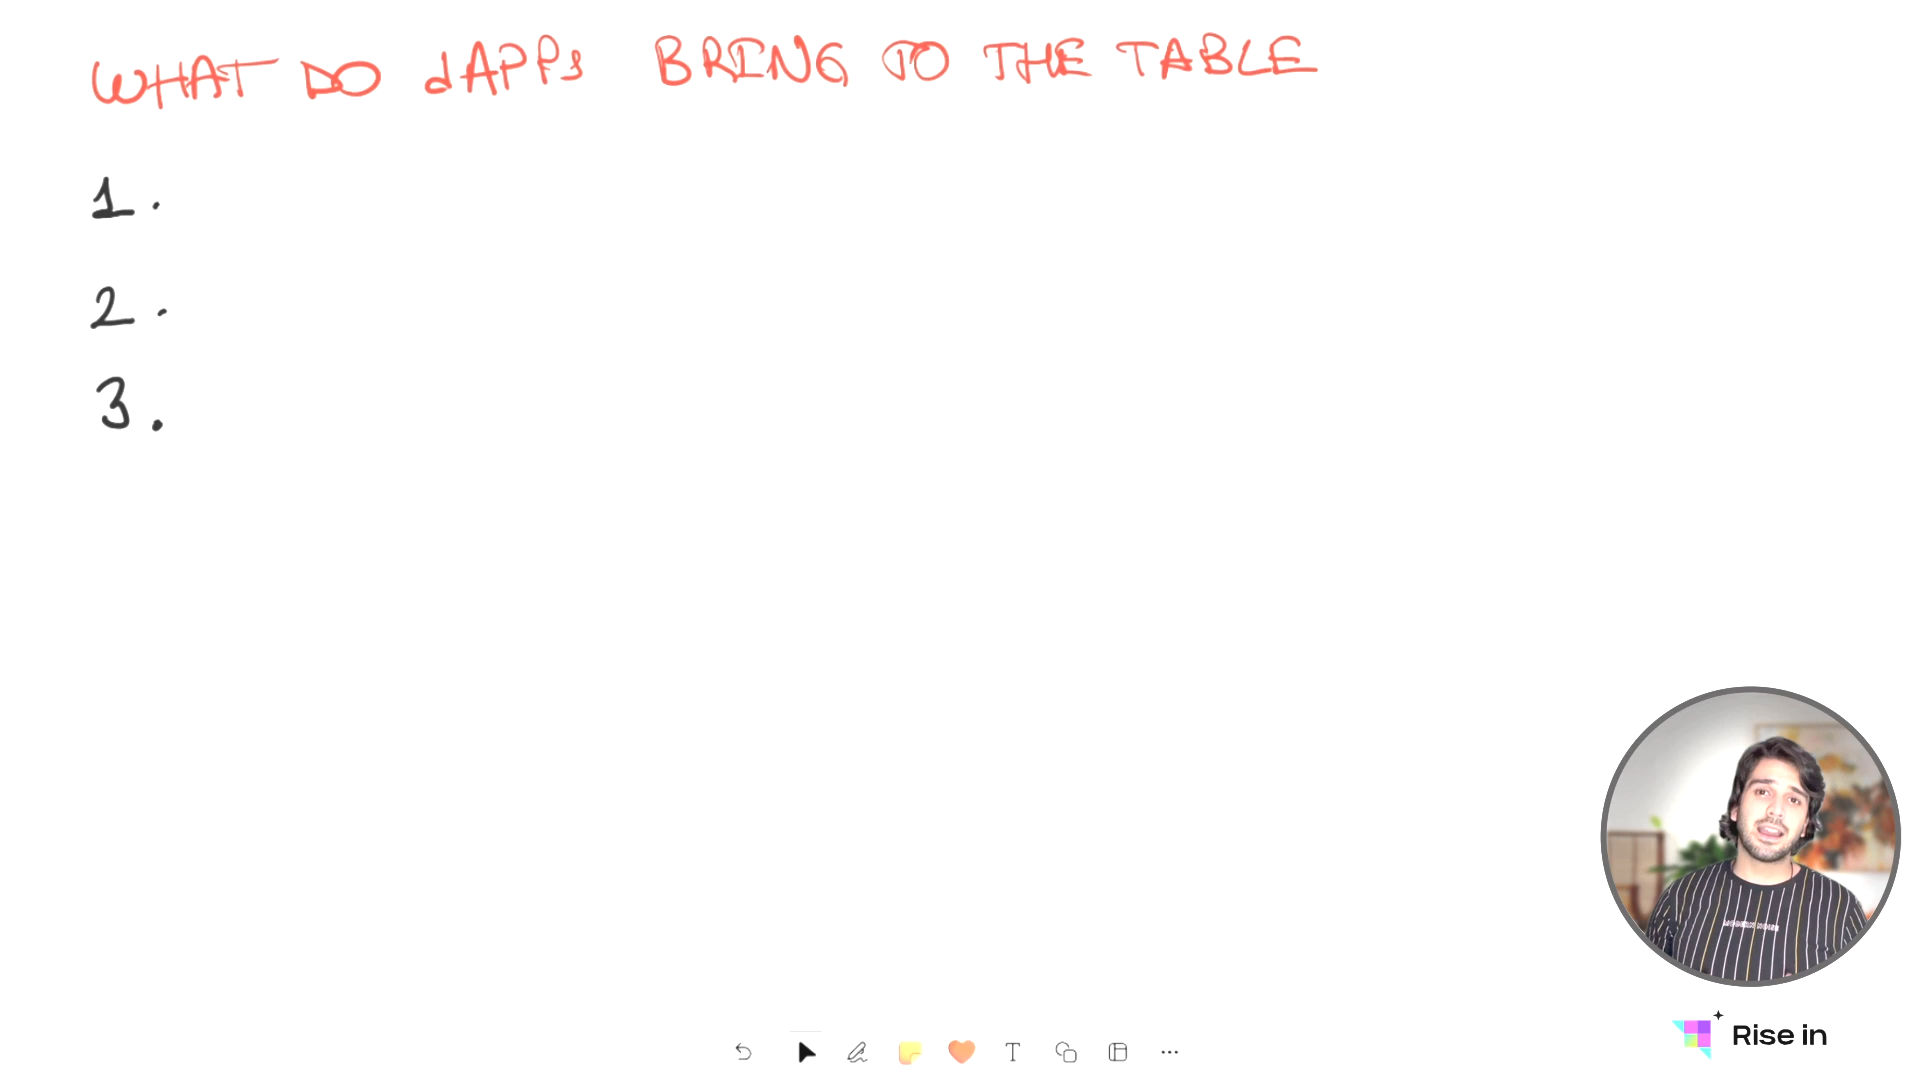 WHAT DO dAPPs BRING TO THE TABLE
1.
2.
3.
Rise in